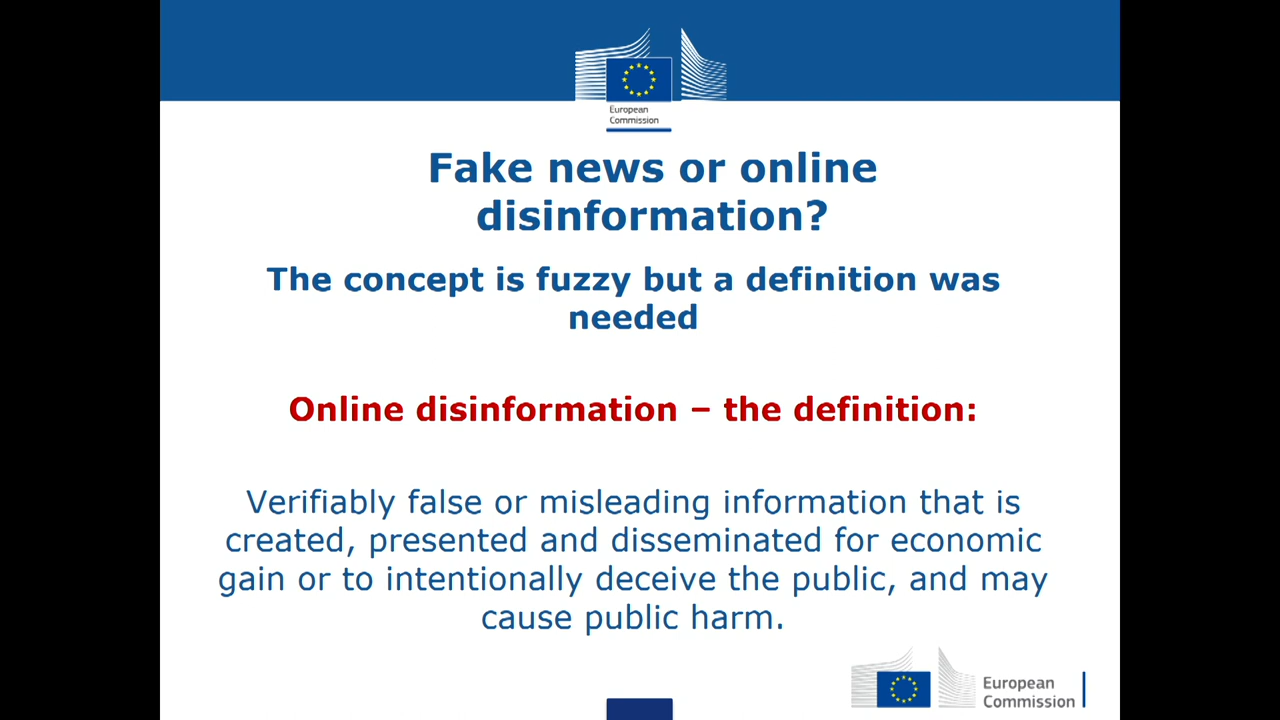 European
Commission
Fake news or online
disinformation?
The concept is fuzzy but a definition was
needed
Online disinformation – the definition:
Verifiably false or misleading information that is
created, presented and disseminated for economic
gain or to intentionally deceive the public, and may
cause public harm.
European
Commission